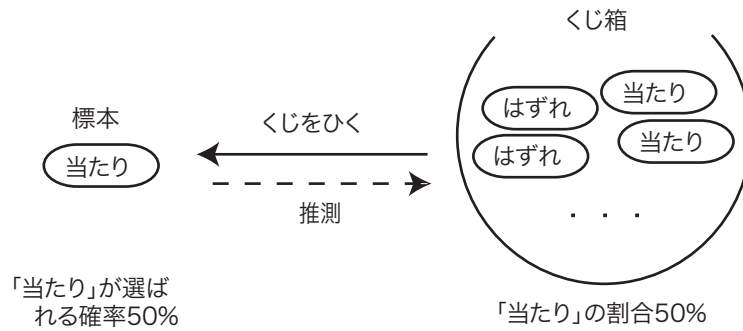 くじ箱
はずれ
当たり
はずれ
当たり
・・・
標本
当たり
くじをひく
推測
「当たり」が選ば
れる確率50%
「当たり」の割合50%